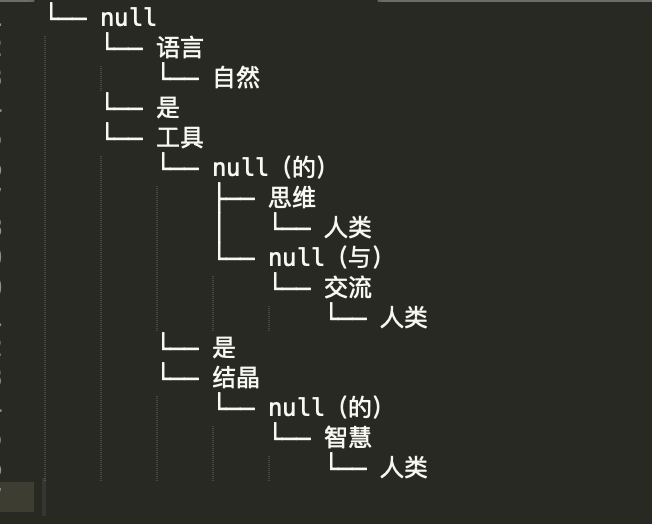 └── null
    └── 语言
        └── 自然
    └── 是
    └── 工具
        └── null（的）
            ├── 思维
            │   └── 人类
            └── null（与）
                └── 交流
                    └── 人类
        └── 是
        └── 结晶
            └── null（的）
                └── 智慧
                    └── 人类